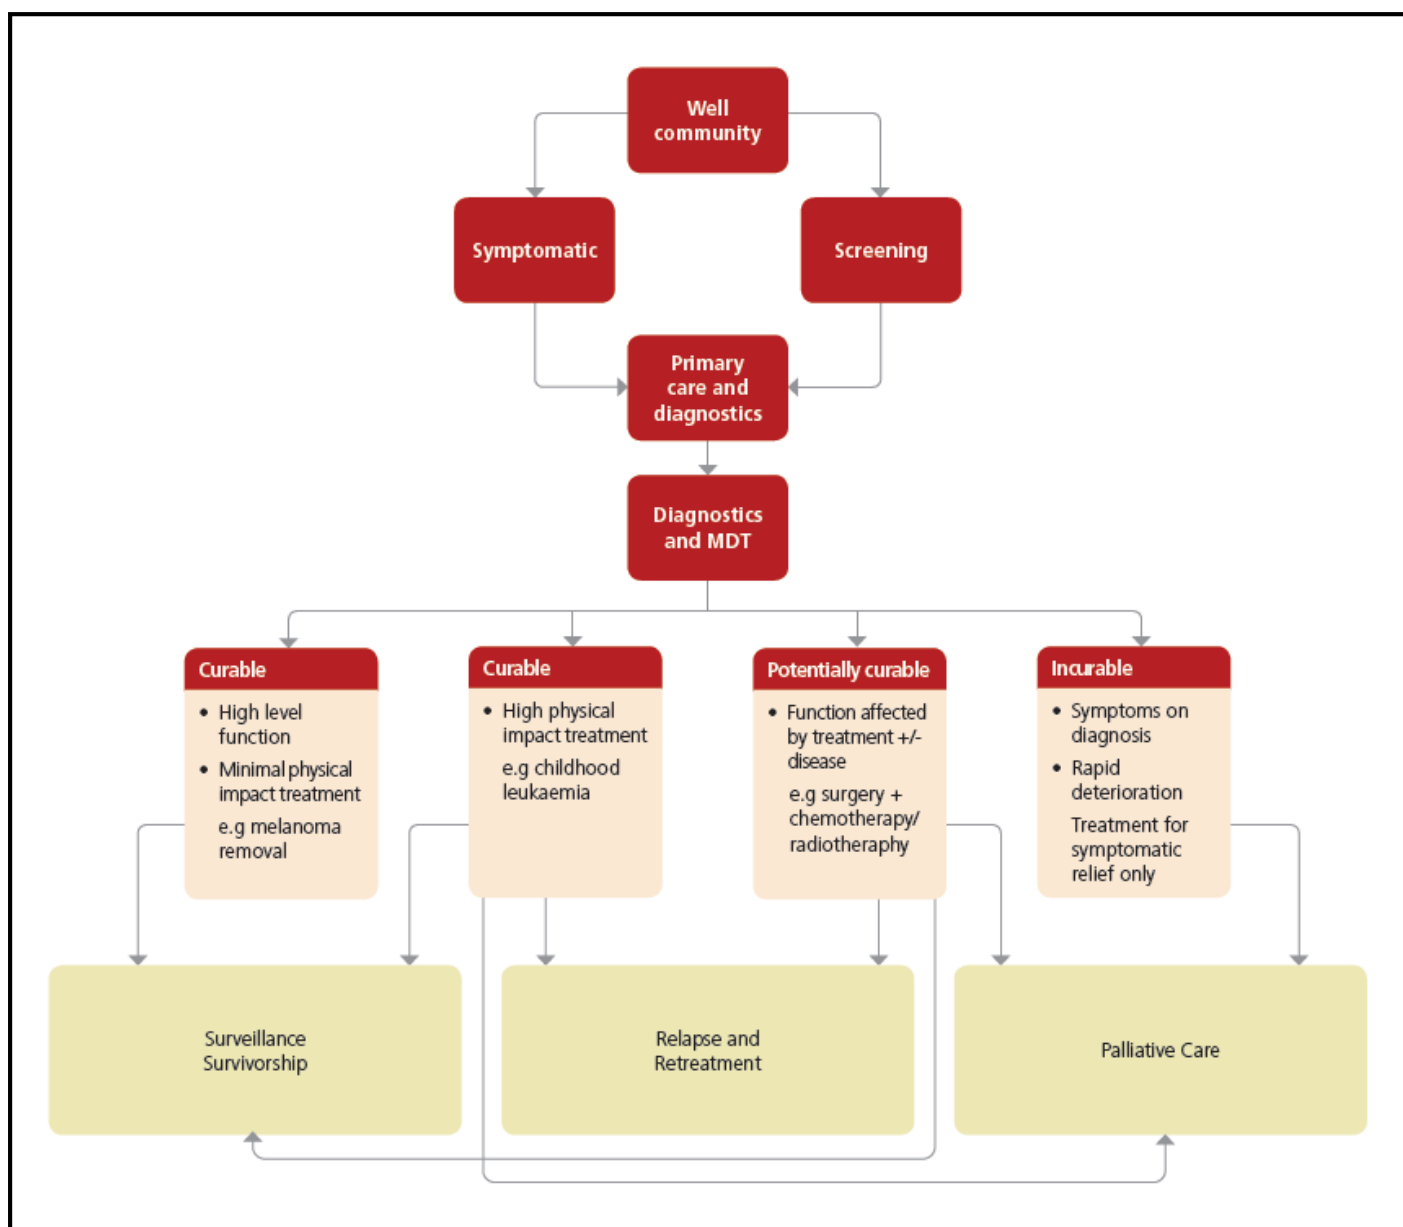 Well
community
Symptomatic
Screening
Primary
care and
diagnostics
Diagnostics
and MDT
Curable
• High level
function
• Minimal physical
impact treatment
e.g melanoma
removal
Curable
• High physical
impact treatment
e.g childhood
leukaemia
Potentially curable
• Function affected
by treatment +/-
disease
e.g surgery +
chemotherapy/
radiotheraphy
Incurable
• Symptoms on
diagnosis
• Rapid
deterioration
Treatment for
symptomatic
relief only
Surveillance
Survivorship
Relapse and
Retreatment
Palliative Care